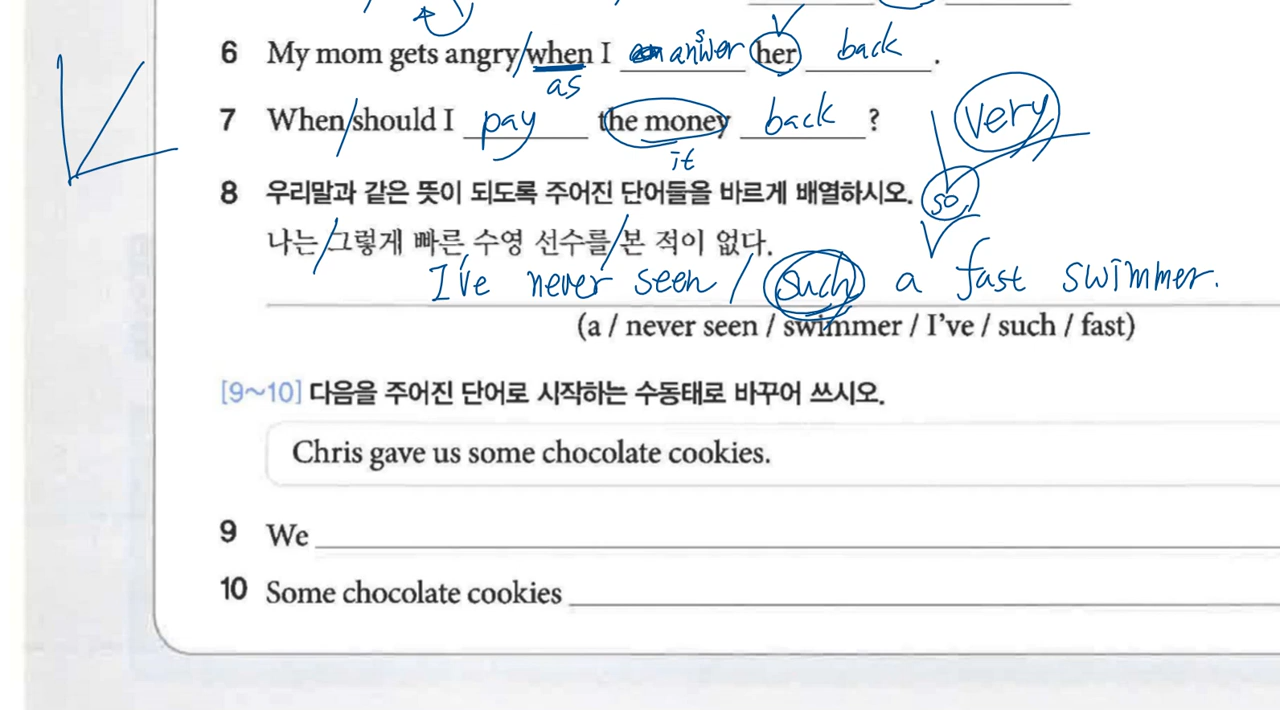 6 My mom gets angry/when I answer her back.
as
7 When/should I pay the money back?
it
very
8 우리말과 같은 뜻이 되도록 주어진 단어들을 바르게 배열하시오.
so
나는/그렇게 빠른 수영 선수를/본 적이 없다.
I've never seen / such a fast swimmer.
(a / never seen / swimmer / I've / such / fast)
[9~10] 다음을 주어진 단어로 시작하는 수동태로 바꾸어 쓰시오.
Chris gave us some chocolate cookies.
9 We
10 Some chocolate cookies